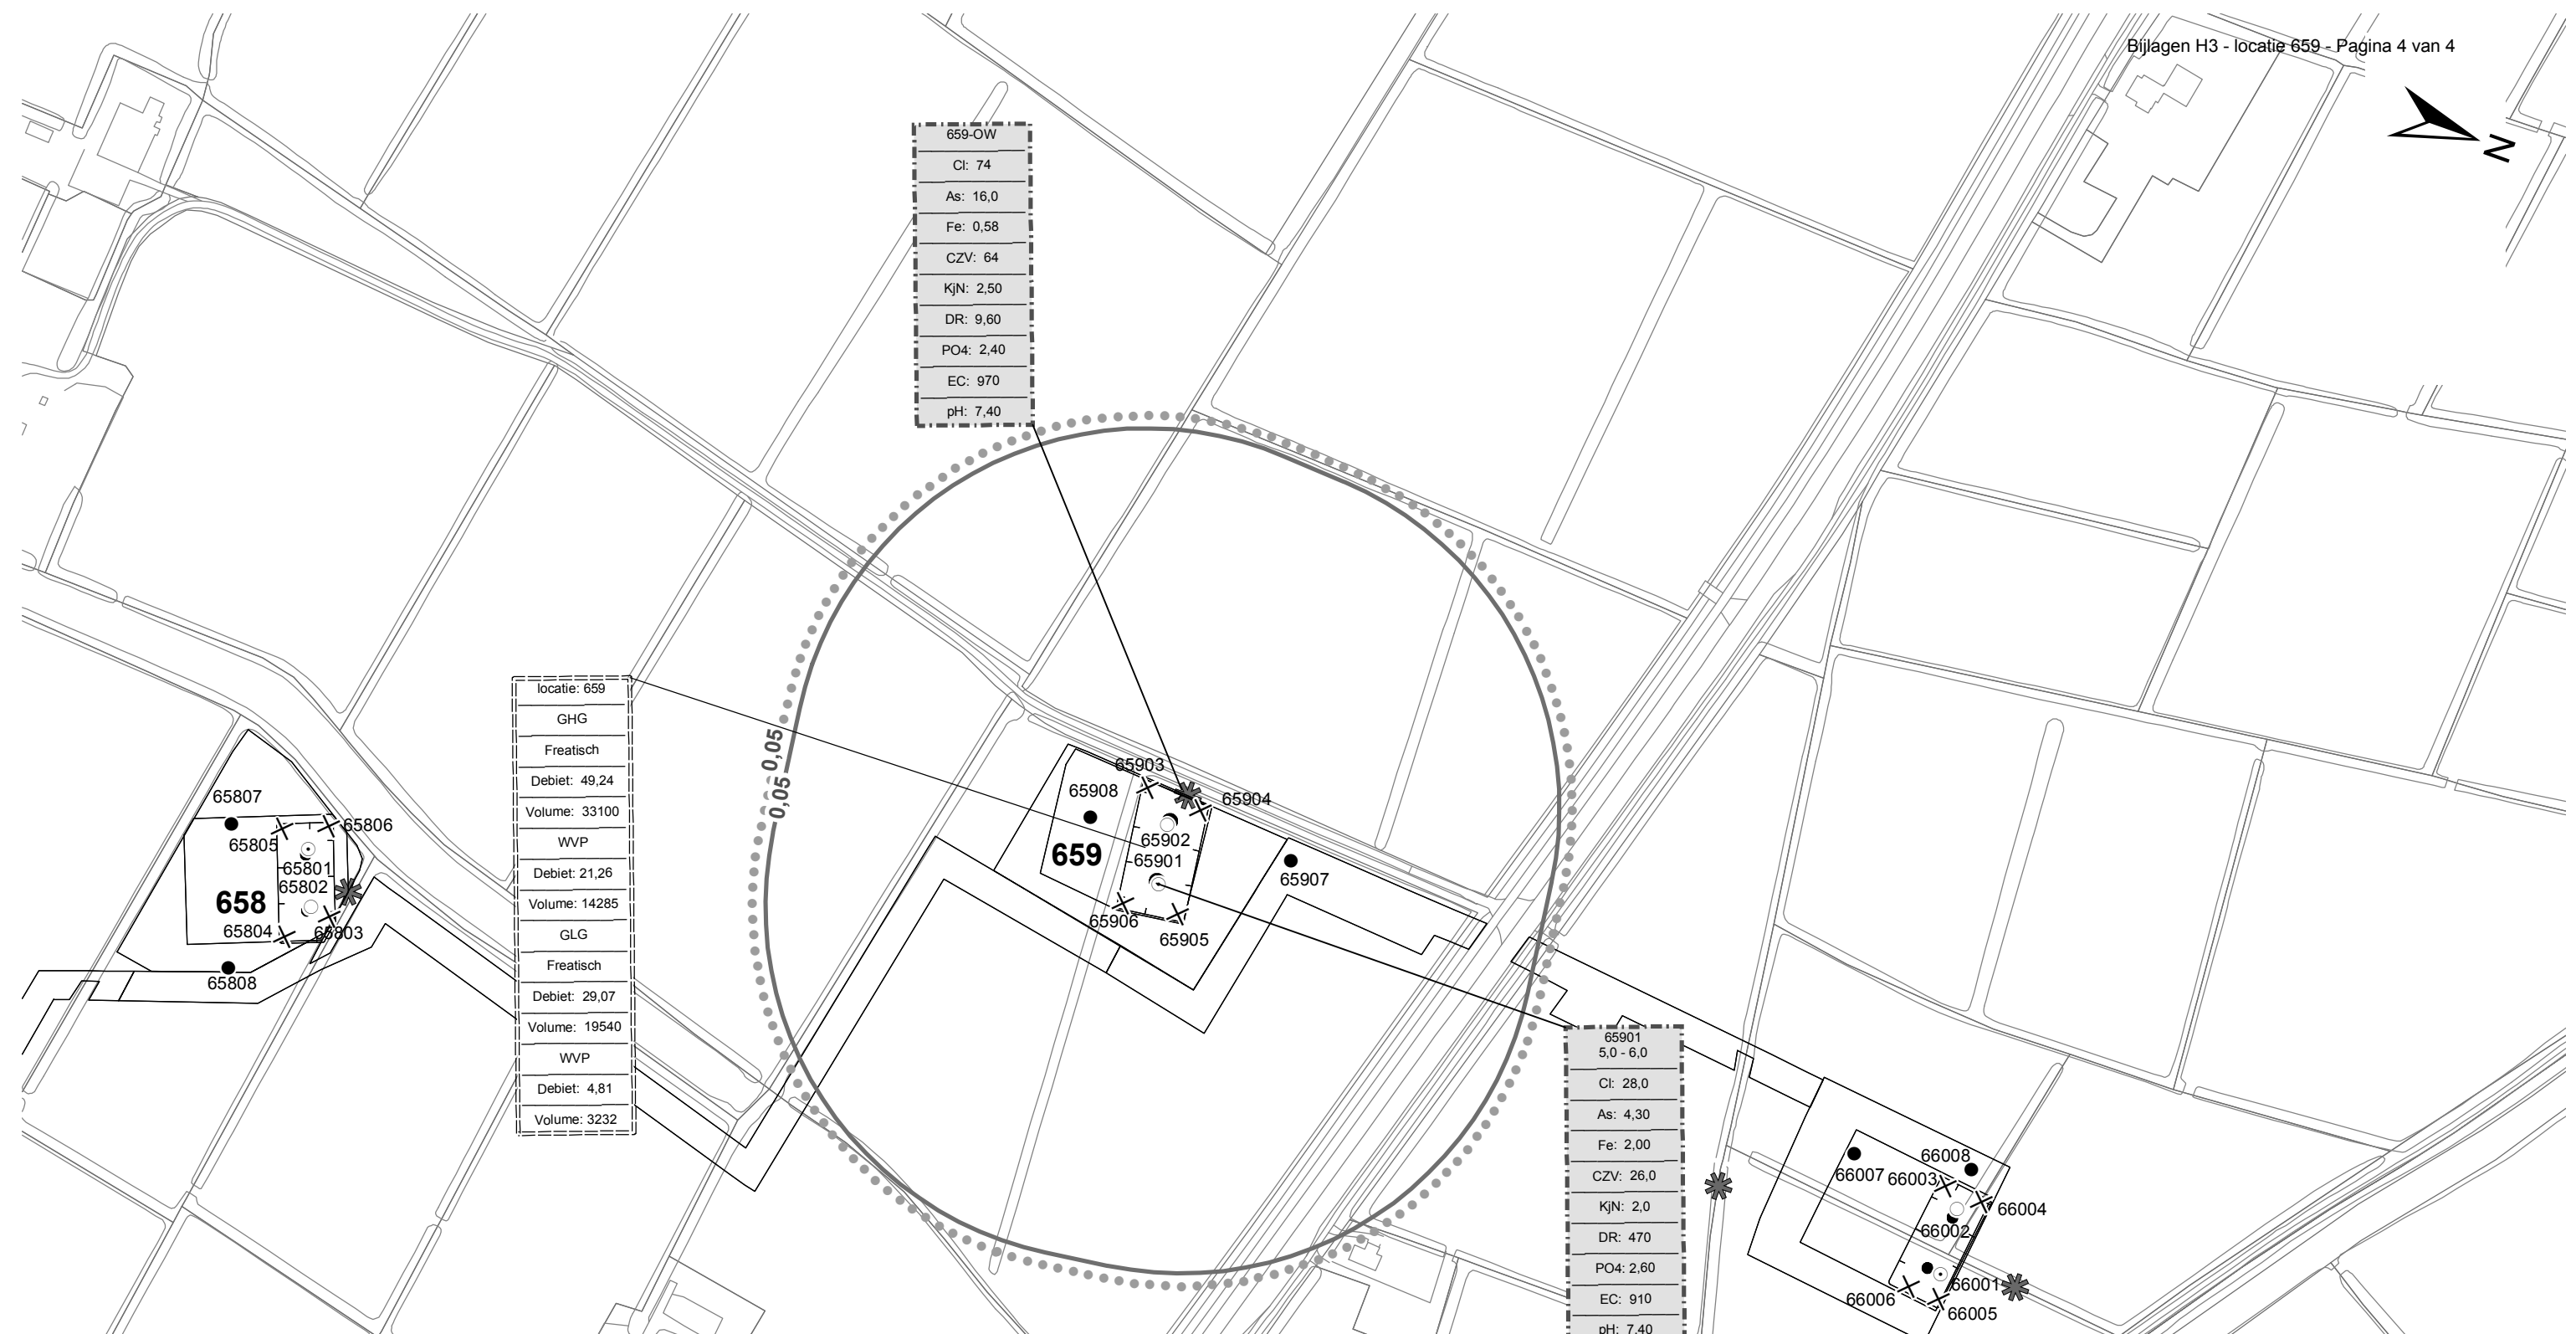 Bijlagen H3 - locatie 659 - Pagina 4 van 4
N
659-OW
Cl: 74
As: 16,0
Fe: 0,58
CZV: 64
KjN: 2,50
DR: 9,60
PO4: 2,40
EC: 970
pH: 7,40
locatie: 659
GHG
Freatisch
Debiet: 49,24
Volume: 33100
WVP
Debiet: 21,26
Volume: 14285
GLG
Freatisch
Debiet: 29,07
Volume: 19540
WVP
Debiet: 4,81
Volume: 3232
0,05
0,05
65807
65806
65805
65801
65802
658
65804
65803
65808
65903
65908
65904
65902
659
65901
65907
65906
65905
65901
5,0 - 6,0
Cl: 28,0
As: 4,30
Fe: 2,00
CZV: 26,0
KjN: 2,0
DR: 470
PO4: 2,60
EC: 910
pH: 7,40
66008
66007
66003
66004
66002
66001
66006
66005